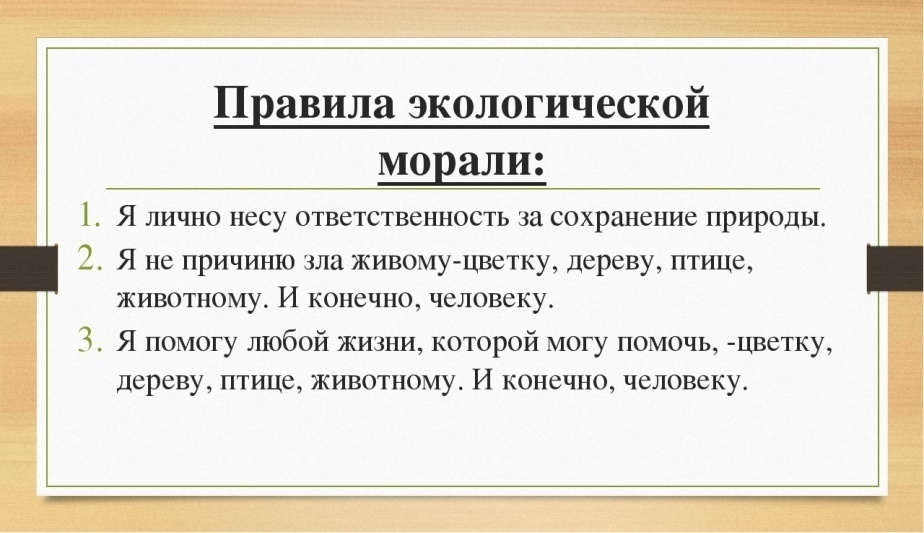 Правила экологической
морали:
1. Я лично несу ответственность за сохранение природы.
2. Я не причиню зла живому-цветку, дереву, птице,
животному. И конечно, человеку.
3. Я помогу любой жизни, которой могу помочь, -цветку,
дереву, птице, животному. И конечно, человеку.